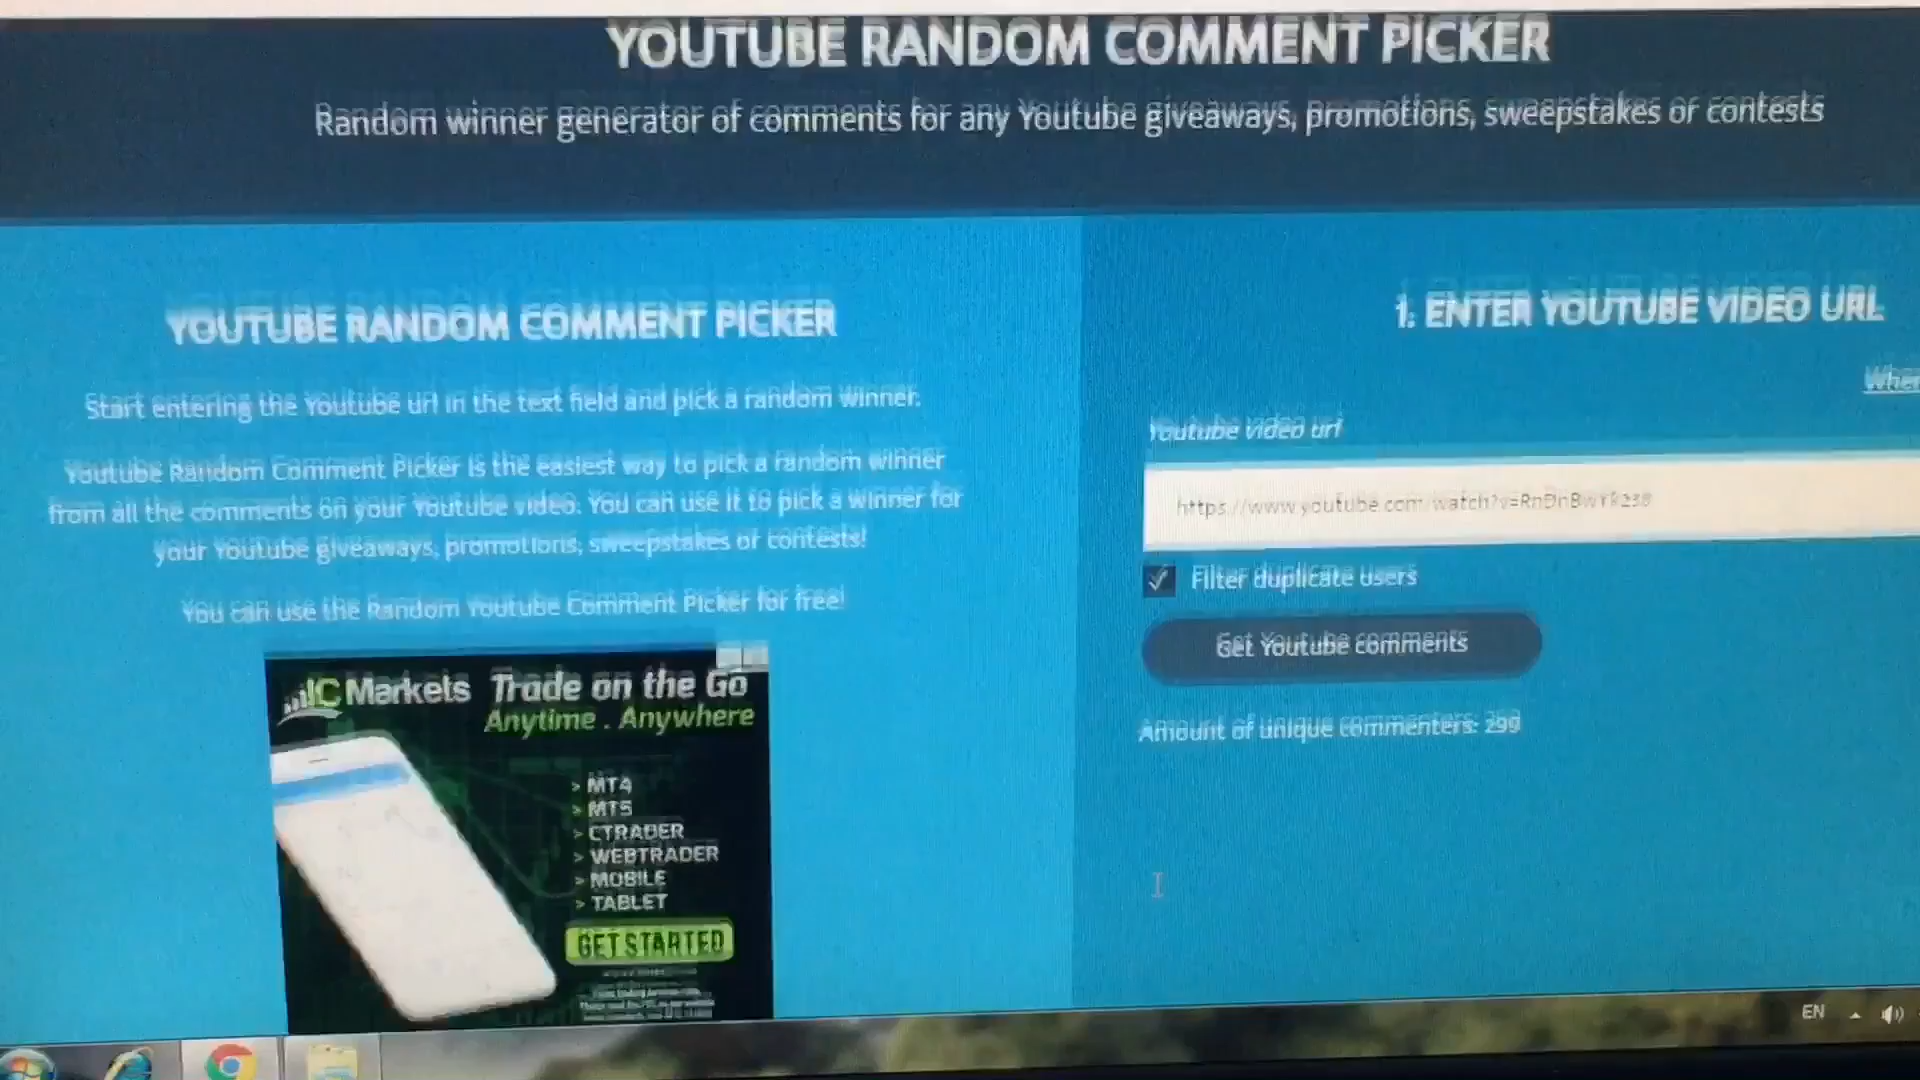 YOUTUBE RANDOM COMMENT PICKER
Random winner generator of comments for any Youtube giveaways, promotions, sweepstakes or contests
YOUTUBE RANDOM COMMENT PICKER
Start entering the Youtube url in the text field and pick a random winner.
Youtube Random Comment Picker is the easiest way to pick a random winner
from all the comments on your Youtube video. You can use it to pick a winner for
your Youtube giveaways, promotions, sweepstakes or contests!
You can use the Random Youtube Comment Picker for free!
IC Markets Trade on the Go
Anytime . Anywhere
> MT4
> MT5
> CTRADER
> WEBTRADER
> MOBILE
> TABLET
GET STARTED
1. ENTER YOUTUBE VIDEO URL
Youtube video url
Filter duplicate users
Get Youtube comments
Amount of unique commenters: 299
EN